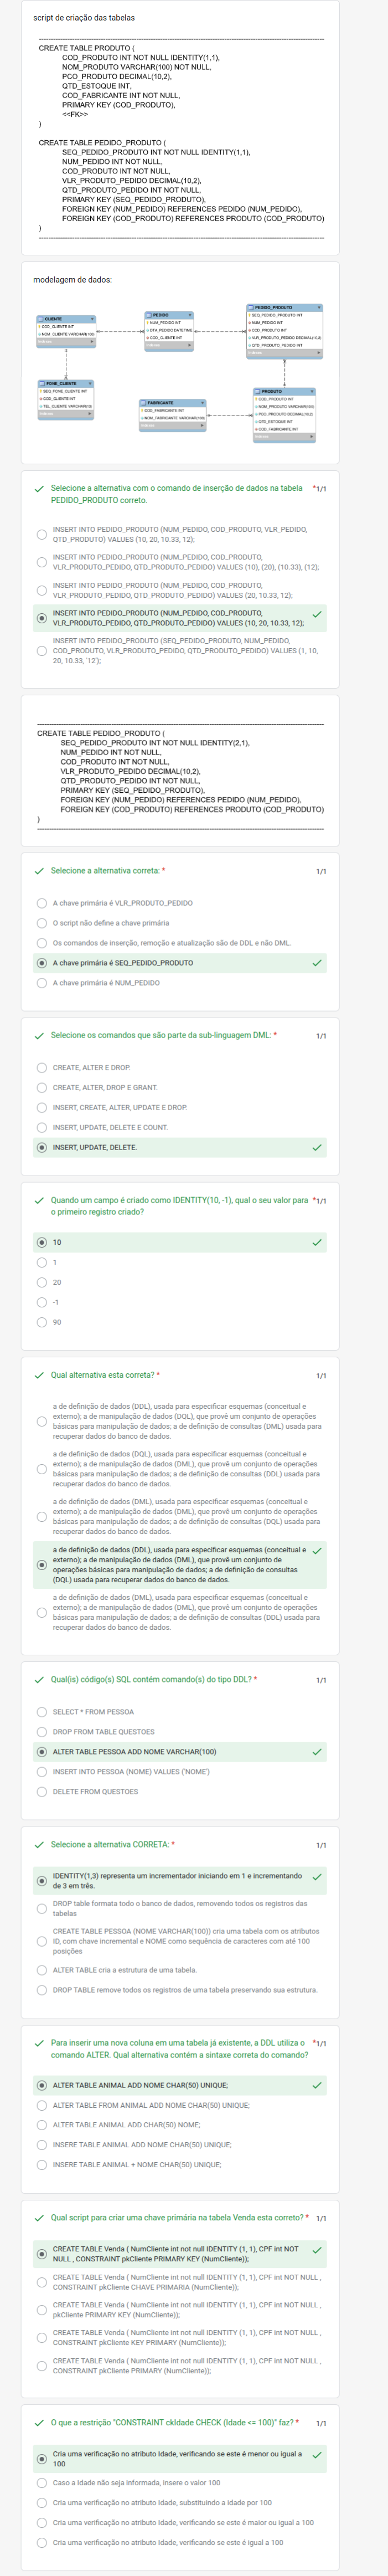 script de criação das tabelas
CREATE TABLE PRODUTO (
COD_PRODUTO INT NOT NULL IDENTITY(1,1),
NOM_PRODUTO VARCHAR(100) NOT NULL,
PCO_PRODUTO DECIMAL(10,2),
QTD_ESTOQUE INT,
COD_FABRICANTE INT NOT NULL,
PRIMARY KEY (COD_PRODUTO),
<<FK>>
)
CREATE TABLE PEDIDO_PRODUTO (
SEQ_PEDIDO_PRODUTO INT NOT NULL IDENTITY(1,1),
NUM_PEDIDO INT NOT NULL,
COD_PRODUTO INT NOT NULL,
VLR_PRODUTO_PEDIDO DECIMAL(10,2),
QTD_PRODUTO_PEDIDO INT NOT NULL,
PRIMARY KEY (SEQ_PEDIDO_PRODUTO),
FOREIGN KEY (NUM_PEDIDO) REFERENCES PEDIDO (NUM_PEDIDO),
FOREIGN KEY (COD_PRODUTO) REFERENCES PRODUTO (COD_PRODUTO)
)
modelagem de dados:
PEDIDO_PRODUTO
SEQ_PEDIDO_PRODUTO INT
NUM_PEDIDO INT
COD_PRODUTO INT
VLR_PRODUTO_PEDIDO DECIMAL(10,2)
QTD_PRODUTO_PEDIDO INT
PEDIDO
NUM_PEDIDO INT
DTA_PEDIDO DATETIME
COD_CLIENTE INT
CLIENTE
COD_CLIENTE INT
NOM_CLIENTE VARCHAR(100)
FONE_CLIENTE
SEQ_FONE_CLIENTE INT
COD_CLIENTE INT
FABRICANTE
COD_FABRICANTE INT
NOM_FABRICANTE VARCHAR(100)
PRODUTO
COD_PRODUTO INT
NOM_PRODUTO VARCHAR(100)
PCO_PRODUTO DECIMAL(10,2)
QTD_ESTOQUE INT
COD_FABRICANTE INT
Selecione a alternativa com o comando de inserção de dados na tabela *1/1
PEDIDO_PRODUTO correto.
INSERT INTO PEDIDO_PRODUTO (NUM_PEDIDO, COD_PRODUTO, VLR_PEDIDO,
QTD_PRODUTO) VALUES (10, 20, 10.33, 12);
INSERT INTO PEDIDO_PRODUTO (NUM_PEDIDO, COD_PRODUTO,
VLR_PRODUTO_PEDIDO, QTD_PRODUTO_PEDIDO) VALUES (10), (20), (10.33), (12);
INSERT INTO PEDIDO_PRODUTO (NUM_PEDIDO, COD_PRODUTO,
VLR_PRODUTO_PEDIDO, QTD_PRODUTO_PEDIDO) VALUES (20, 10.33, 12);
INSERT INTO PEDIDO_PRODUTO (NUM_PEDIDO, COD_PRODUTO,
VLR_PRODUTO_PEDIDO, QTD_PRODUTO_PEDIDO) VALUES (10, 20, 10.33, 12);
INSERT INTO PEDIDO_PRODUTO (SEQ_PEDIDO_PRODUTO, NUM_PEDIDO,
COD_PRODUTO, VLR_PRODUTO_PEDIDO, QTD_PRODUTO_PEDIDO) VALUES (1, 10,
20, 10.33, '12');
CREATE TABLE PEDIDO_PRODUTO (
SEQ_PEDIDO_PRODUTO INT NOT NULL IDENTITY(2,1),
NUM_PEDIDO INT NOT NULL,
COD_PRODUTO INT NOT NULL,
VLR_PRODUTO_PEDIDO DECIMAL(10,2),
QTD_PRODUTO_PEDIDO INT NOT NULL,
PRIMARY KEY (SEQ_PEDIDO_PRODUTO),
FOREIGN KEY (NUM_PEDIDO) REFERENCES PEDIDO (NUM_PEDIDO),
FOREIGN KEY (COD_PRODUTO) REFERENCES PRODUTO (COD_PRODUTO)
)
Selecione a alternativa correta: * 1/1
A chave primária é VLR_PRODUTO_PEDIDO
O script não define a chave primária
Os comandos de inserção, remoção e atualização são de DDL e não DML.
A chave primária é SEQ_PEDIDO_PRODUTO
A chave primária é NUM_PEDIDO
Selecione os comandos que são parte da sub-linguagem DML: * 1/1
CREATE, ALTER E DROP.
CREATE, ALTER, DROP E GRANT.
INSERT, CREATE, ALTER, UPDATE E DROP.
INSERT, UPDATE, DELETE E COUNT.
INSERT, UPDATE, DELETE.
Quando um campo é criado como IDENTITY(10, -1), qual o seu valor para *1/1
o primeiro registro criado?
10
1
20
-1
90
Qual alternativa esta correta? * 1/1
a de definição de dados (DDL), usada para especificar esquemas (conceitual e
externo); a de manipulação de dados (DQL), que provê um conjunto de operações
básicas para manipulação de dados; a de definição de consultas (DML) usada para
recuperar dados do banco de dados.
a de definição de dados (DQL), usada para especificar esquemas (conceitual e
externo); a de manipulação de dados (DML), que provê um conjunto de operações
básicas para manipulação de dados; a de definição de consultas (DDL) usada para
recuperar dados do banco de dados.
a de definição de dados (DML), usada para especificar esquemas (conceitual e
externo); a de manipulação de dados (DDL), que provê um conjunto de operações
básicas para manipulação de dados; a de definição de consultas (DQL) usada para
recuperar dados do banco de dados.
a de definição de dados (DDL), usada para especificar esquemas (conceitual e
externo); a de manipulação de dados (DML), que provê um conjunto de
operações básicas para manipulação de dados; a de definição de consultas
(DQL) usada para recuperar dados do banco de dados.
a de definição de dados (DML), usada para especificar esquemas (conceitual e
externo); a de manipulação de dados (DML), que provê um conjunto de operações
básicas para manipulação de dados; a de definição de consultas (DDL) usada para
recuperar dados do banco de dados.
Qual(is) código(s) SQL contém comando(s) do tipo DDL? * 1/1
SELECT * FROM PESSOA
DROP FROM TABLE QUESTOES
ALTER TABLE PESSOA ADD NOME VARCHAR(100)
INSERT INTO PESSOA (NOME) VALUES ('NOME')
DELETE FROM QUESTOES
Selecione a alternativa CORRETA: * 1/1
IDENTITY(1,3) representa um incrementador iniciando em 1 e incrementando
de 3 em três.
DROP table formata todo o banco de dados, removendo todos os registros das
tabelas
CREATE TABLE PESSOA (NOME VARCHAR(100)) cria uma tabela com os atributos
ID, com chave incremental e NOME como sequência de caracteres com até 100
posições
ALTER TABLE cria a estrutura de uma tabela.
DROP TABLE remove todos os registros de uma tabela preservando sua estrutura.
Para inserir uma nova coluna em uma tabela já existente, a DDL utiliza o *1/1
comando ALTER. Qual alternativa contém a sintaxe correta do comando?
ALTER TABLE ANIMAL ADD NOME CHAR(50) UNIQUE;
ALTER TABLE FROM ANIMAL ADD NOME CHAR(50) UNIQUE;
ALTER TABLE ANIMAL ADD CHAR(50) NOME;
INSERE TABLE ANIMAL ADD NOME CHAR(50) UNIQUE;
INSERE TABLE ANIMAL + NOME CHAR(50) UNIQUE;
Qual script para criar uma chave primária na tabela Venda esta correto? * 1/1
CREATE TABLE Venda ( NumCliente int not null IDENTITY (1, 1), CPF int NOT
NULL , CONSTRAINT pkCliente PRIMARY KEY (NumCliente));
CREATE TABLE Venda ( NumCliente int not null IDENTITY (1, 1), CPF int NOT NULL ,
CONSTRAINT pkCliente CHAVE PRIMARIA (NumCliente));
CREATE TABLE Venda ( NumCliente int not null IDENTITY (1, 1), CPF int NOT NULL ,
pkCliente PRIMARY KEY (NumCliente));
CREATE TABLE Venda ( NumCliente int not null IDENTITY (1, 1), CPF int NOT NULL ,
CONSTRAINT pkCliente KEY PRIMARY (NumCliente));
CREATE TABLE Venda ( NumCliente int not null IDENTITY (1, 1), CPF int NOT NULL ,
CONSTRAINT pkCliente PRIMARY (NumCliente));
O que a restrição "CONSTRAINT ckIdade CHECK (Idade <= 100)" faz? * 1/1
Cria uma verificação no atributo Idade, verificando se este é menor ou igual a
100
Caso a Idade não seja informada, insere o valor 100
Cria uma verificação no atributo Idade, substituindo a idade por 100
Cria uma verificação no atributo Idade, verificando se este é maior ou igual a 100
Cria uma verificação no atributo Idade, verificando se este é igual a 100